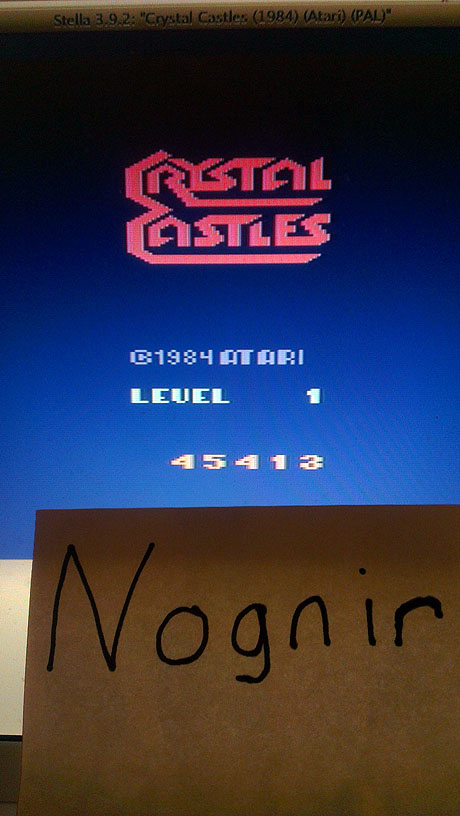 Stella 3.9.2: "Crystal Castles (1984) (Atari) (PAL)"
CRYSTAL
CASTLES
©1984 ATARI
LEVEL 1
45413
Nognir